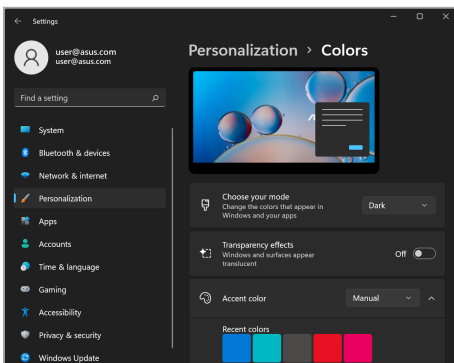 Settings
user@asus.com
user@asus.com
Find a setting
System
Bluetooth & devices
Network & internet
Personalization
Apps
Accounts
Time & language
Gaming
Accessibility
Privacy & security
Windows Update
Personalization > Colors
Choose your mode
Change the colors that appear in
Windows and your apps
Dark
Transparency effects
Windows and surfaces appear
translucent
Off
Accent color
Manual
Recent colors